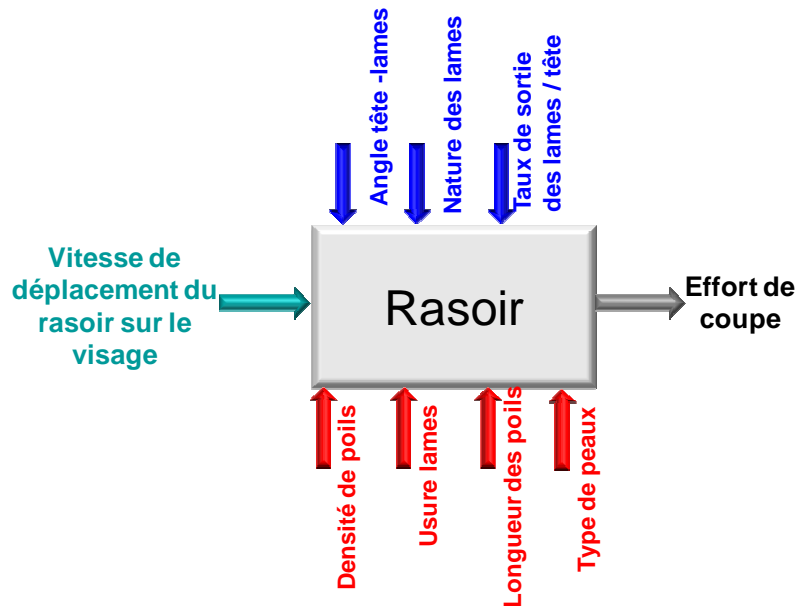 Angle tête -lames
Nature des lames
Taux de sortie
des lames / tête
Vitesse de
déplacement du
rasoir sur le
visage
Rasoir
Effort de
coupe
Densité de poils
Usure lames
Longueur des poils
Type de peaux